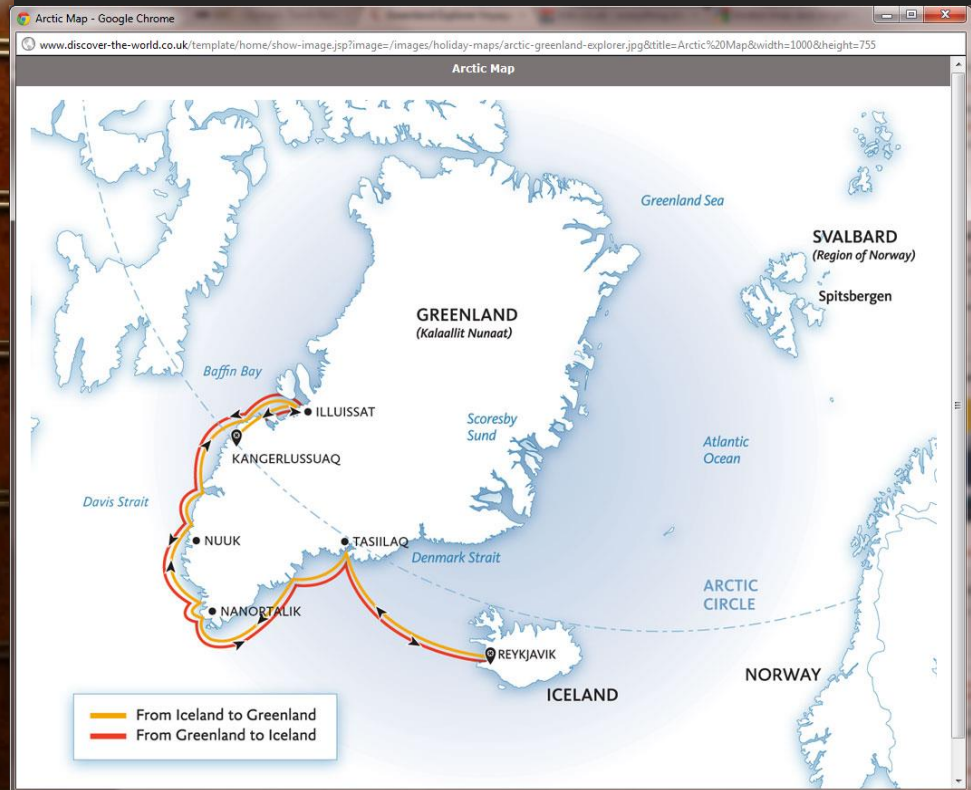 Arctic Map - Google Chrome
www.discover-the-world.co.uk/template/home/show-image.jsp?image=/images/holiday-maps/arctic-greenland-explorer.jpg&title=Arctic%20Map&width=1000&height=755
Arctic Map
Greenland Sea
SVALBARD
(Region of Norway)
Spitsbergen
GREENLAND
(Kalaallit Nunaat)
Baffin Bay
ILLUISSAT
Scoresby
Sund
KANGERLUSSUAQ
Atlantic
Ocean
Davis Strait
NUUK
TASIILAQ
Denmark Strait
ARCTIC
CIRCLE
NANORTALIK
REYKJAVIK
NORWAY
ICELAND
From Iceland to Greenland
From Greenland to Iceland